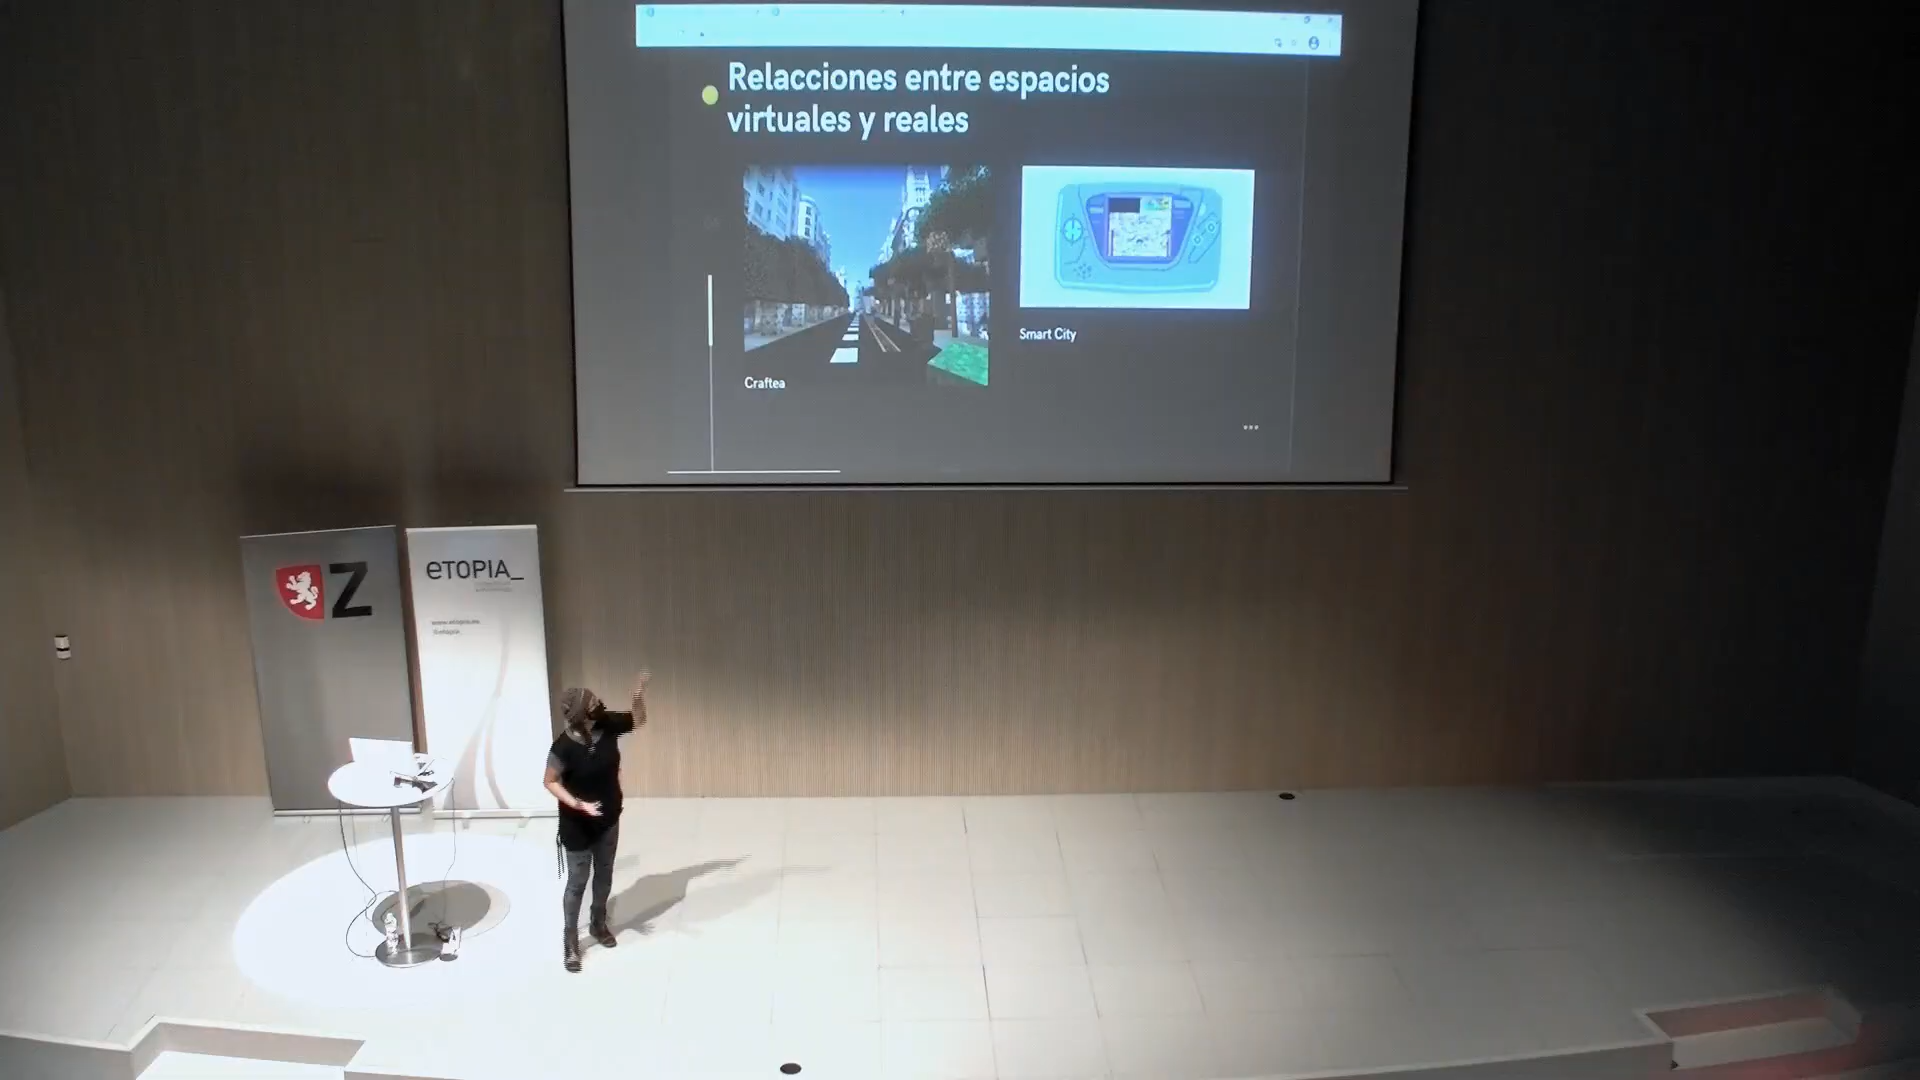 Relacciones entre espacios
virtuales y reales
Craftea
Smart City
Z
eTOPIA_